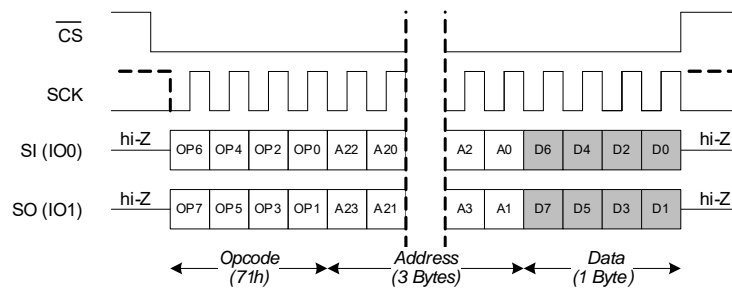 CS
SCK
hi-Z hi-Z
SI (IO0) OP6 OP4 OP2 OP0 A22 A20 A2 A0 D6 D4 D2 D0
hi-Z hi-Z
SO (IO1) OP7 OP5 OP3 OP1 A23 A21 A3 A1 D7 D5 D3 D1
Opcode Address Data
(71h) (3 Bytes) (1 Byte)